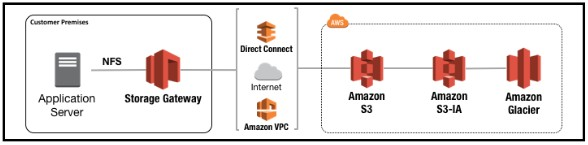 Customer Premises
NFS
Application
Server
Storage Gateway
Direct Connect
Internet
Amazon VPC
AWS
Amazon
S3
Amazon
S3-IA
Amazon
Glacier